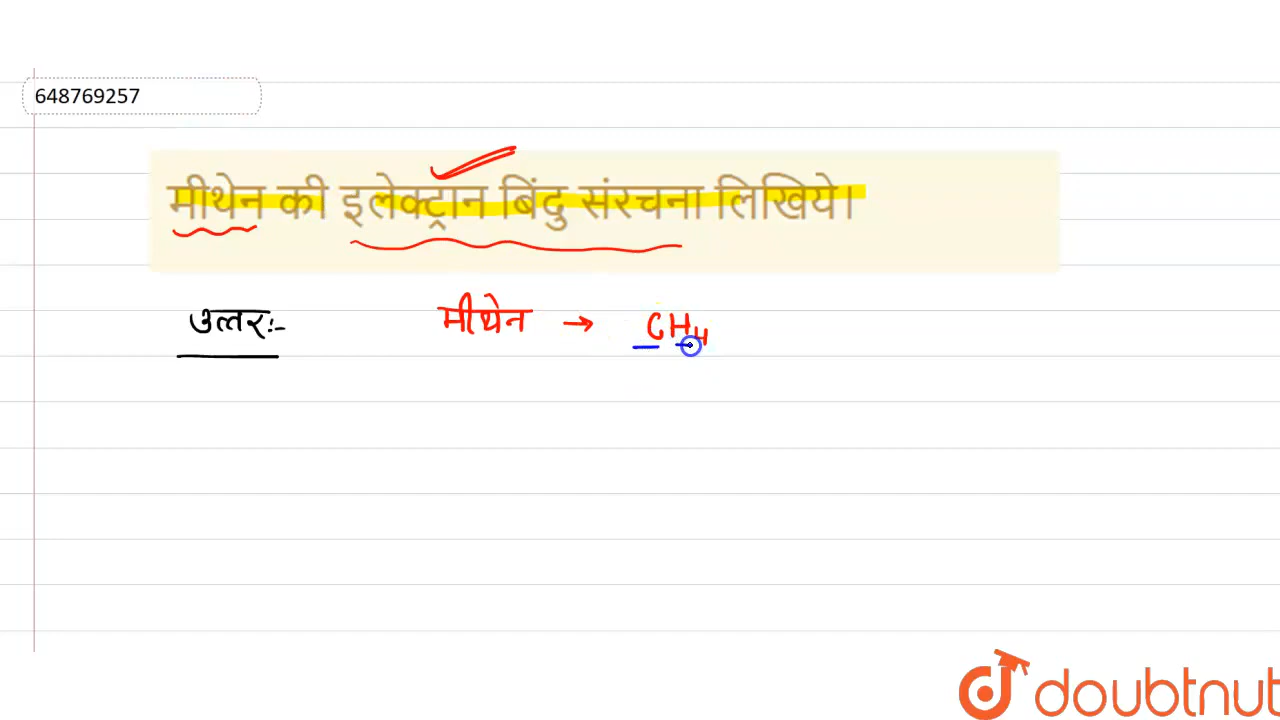 648769257
मीथेन की इलेक्ट्रान बिंदु संरचना लिखिये।
उत्तरः- मीथेन → CH4
doubtnut